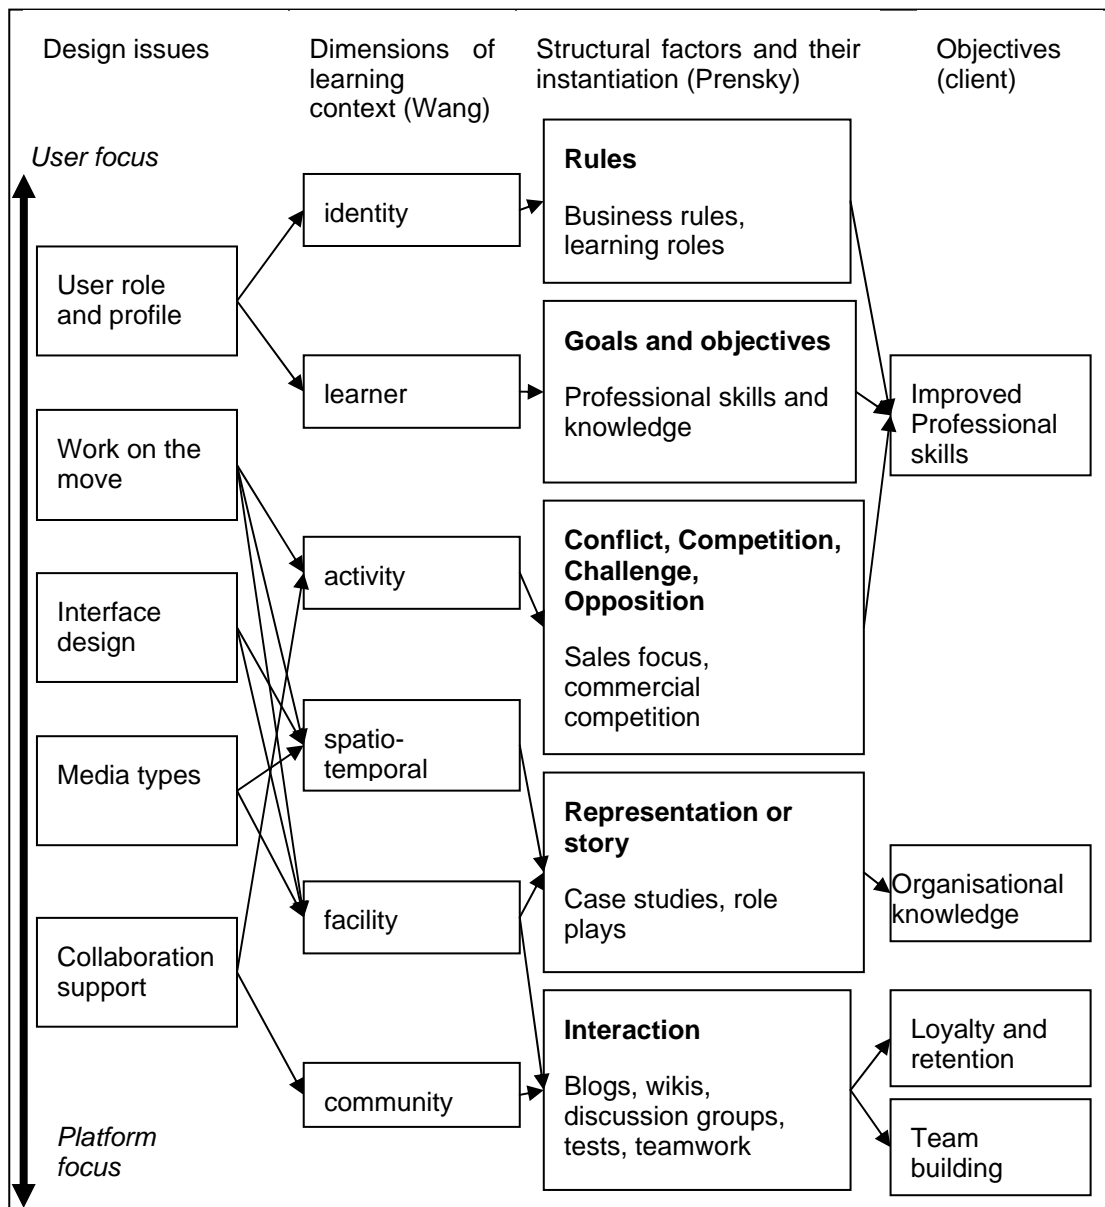 Design issues
Dimensions of
learning
context (Wang)
Structural factors and their
instantiation (Prensky)
Objectives
(client)
User focus
User role
and profile
Work on the
move
Interface
design
Media types
Collaboration
support
Platform
focus
identity
learner
activity
spatio-
temporal
facility
community
Rules
Business rules,
learning roles
Goals and objectives
Professional skills and
knowledge
Conflict, Competition,
Challenge,
Opposition
Sales focus,
commercial
competition
Representation or
story
Case studies, role
plays
Interaction
Blogs, wikis,
discussion groups,
tests, teamwork
Improved
Professional
skills
Organisational
knowledge
Loyalty and
retention
Team
building